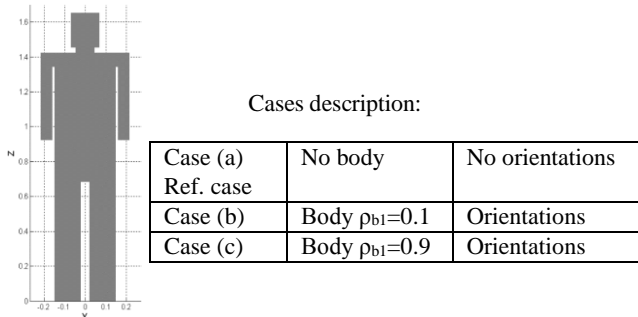 1.6
1.4
1.2
1
0.8
0.6
0.4
0.2
0
z
-0.2 -0.1 0 0.1 0.2
x
Cases description:
Case (a) No body No orientations
Ref. case
Case (b) Body ρb1=0.1 Orientations
Case (c) Body ρb1=0.9 Orientations